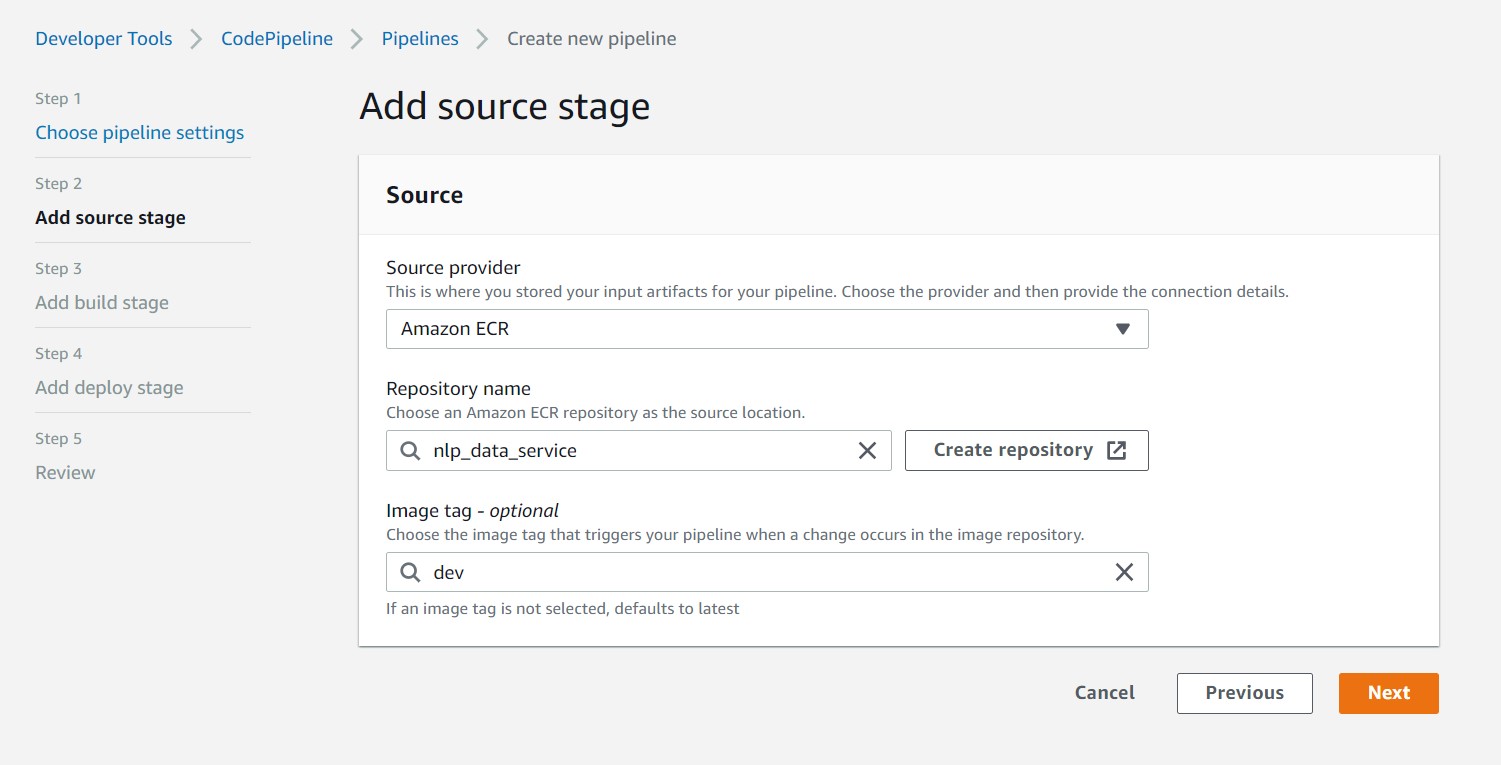 Developer Tools > CodePipeline > Pipelines > Create new pipeline
Step 1
Choose pipeline settings
Step 2
Add source stage
Step 3
Add build stage
Step 4
Add deploy stage
Step 5
Review
Add source stage
Source
Source provider
This is where you stored your input artifacts for your pipeline. Choose the provider and then provide the connection details.
Amazon ECR
Repository name
Choose an Amazon ECR repository as the source location.
nlp_data_service
Create repository
Image tag - optional
Choose the image tag that triggers your pipeline when a change occurs in the image repository.
dev
If an image tag is not selected, defaults to latest
Cancel Previous Next